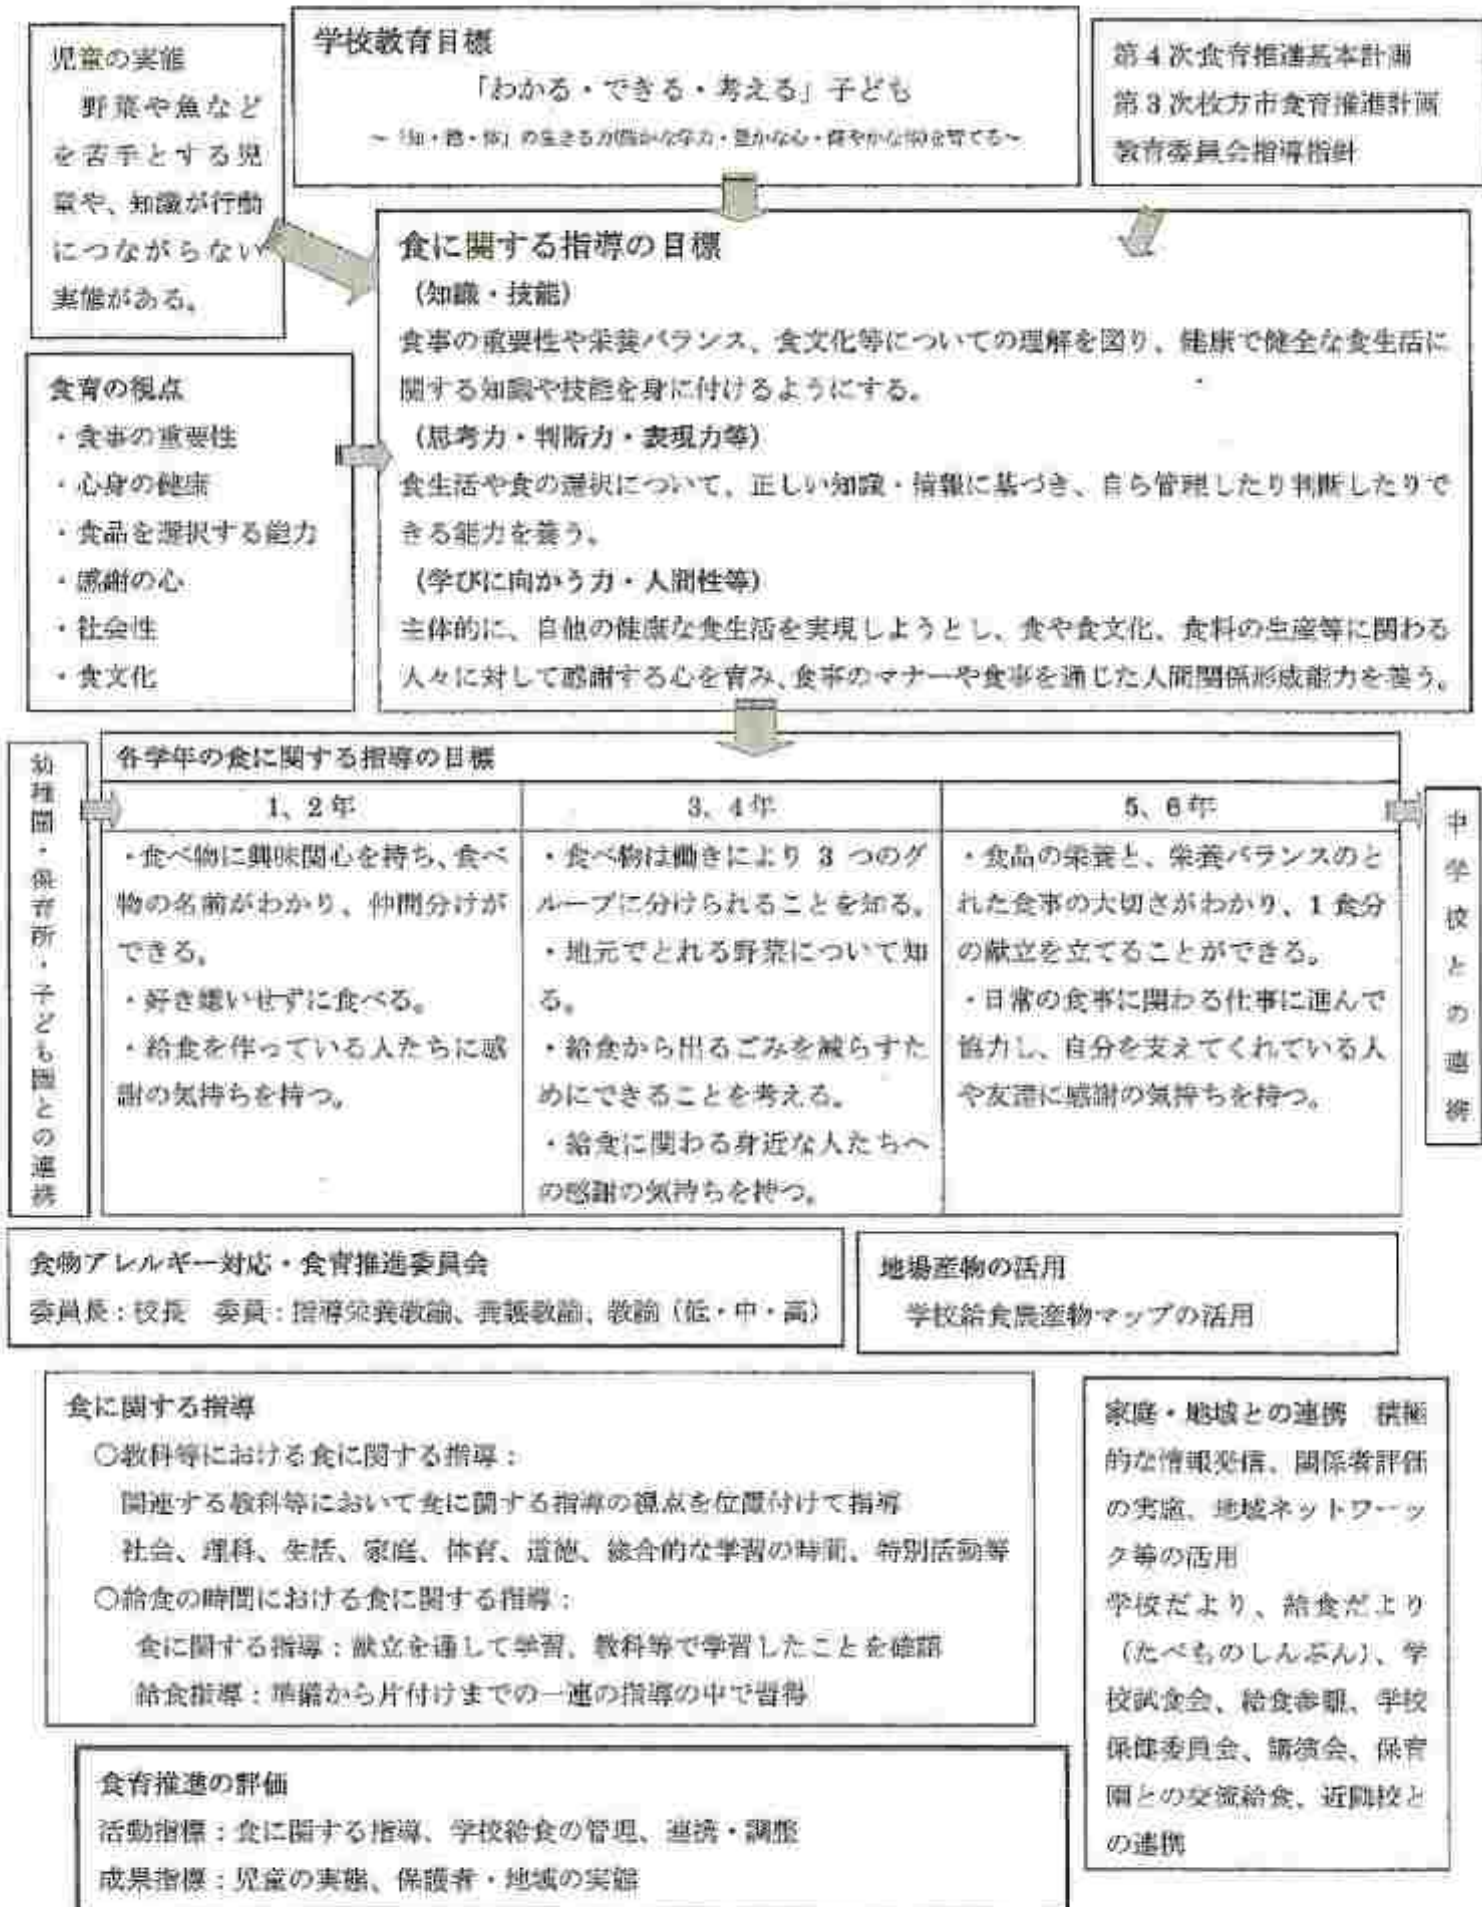 児童の実態
野菜や魚など
を苦手とする児
童や、知識が行動
につながらない
実態がある。
学校教育目標
「わかる・できる・考える」子ども
～「知・徳・体」の生きる力(豊かな学力・豊かな心・健やかな体)を育てる～
第4次食育推進基本計画
第3次枚方市食育推進計画
教育委員会指導指針
食育の視点
・食事の重要性
・心身の健康
・食品を選択する能力
・感謝の心
・社会性
・食文化
食に関する指導の目標
（知識・技能）
食事の重要性や栄養バランス、食文化等についての理解を図り、健康で健全な食生活に
関する知識や技能を身に付けるようにする。
（思考力・判断力・表現力等）
食生活や食の選択について、正しい知識・情報に基づき、自ら管理したり判断したりで
きる能力を養う。
（学びに向かう力・人間性等）
主体的に、自他の健康な食生活を実現しようとし、食や食文化、食料の生産等に関わる
人々に対して感謝する心を育み、食事のマナーや食事を通じた人間関係形成能力を養う。
幼稚園・保育所・子ども園との連携
各学年の食に関する指導の目標
1、2年
・食べ物に興味関心を持ち、食べ
物の名前がわかり、仲間分けが
できる。
・好き嫌いせずに食べる。
・給食を作っている人たちに感
謝の気持ちを持つ。
3、4年
・食べ物は働きにより 3 つのグ
ループに分けられることを知る。
・地元でとれる野菜について知
る。
・給食から出るごみを減らすた
めにできることを考える。
・給食に関わる身近な人たちへ
の感謝の気持ちを持つ。
5、6年
・食品の栄養と、栄養バランスのと
れた食事の大切さがわかり、1食分
の献立を立てることができる。
・日常の食事に関わる仕事に進んで
協力し、自分を支えてくれている人
や友達に感謝の気持ちを持つ。
中学校との連携
食物アレルギー対応・食育推進委員会
委員長：校長　委員：指導栄養教諭、養護教諭、教諭（低・中・高）
地場産物の活用
学校給食農産物マップの活用
食に関する指導
○教科等における食に関する指導：
関連する教科等において食に関する指導の視点を位置付けて指導
社会、理科、生活、家庭、体育、道徳、総合的な学習の時間、特別活動等
○給食の時間における食に関する指導：
食に関する指導：献立を通して学習、教科等で学習したことを確認
給食指導：準備から片付けまでの一連の指導の中で習得
家庭・地域との連携　積極
的な情報発信、関係者評価
の実施、地域ネットワーッ
ク等の活用
学校だより、給食だより
（たべものしんぶん）、学
校試食会、給食参観、学校
保健委員会、講演会、保育
園との交流給食、近隣校と
の連携
食育推進の評価
活動指標：食に関する指導、学校給食の管理、連携・調整
成果指標：児童の実態、保護者・地域の実態